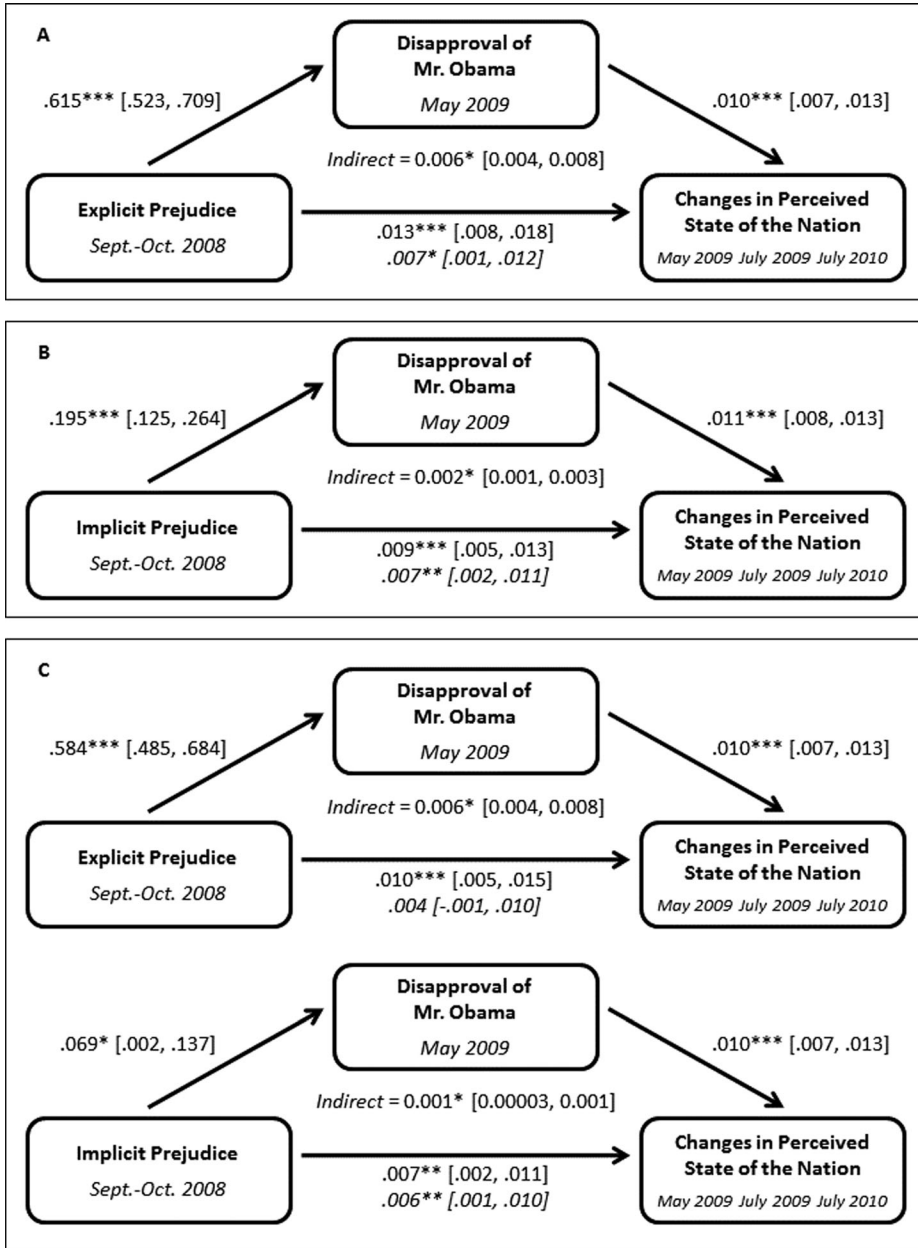 A
Disapproval of
Mr. Obama
May 2009
.615*** [.523, .709]
.010*** [.007, .013]
Indirect = 0.006* [0.004, 0.008]
Explicit Prejudice
Sept.-Oct. 2008
.013*** [.008, .018]
.007* [.001, .012]
Changes in Perceived
State of the Nation
May 2009 July 2009 July 2010
B
Disapproval of
Mr. Obama
May 2009
.195*** [.125, .264]
.011*** [.008, .013]
Indirect = 0.002* [0.001, 0.003]
Implicit Prejudice
Sept.-Oct. 2008
.009*** [.005, .013]
.007** [.002, .011]
Changes in Perceived
State of the Nation
May 2009 July 2009 July 2010
C
Disapproval of
Mr. Obama
May 2009
.584*** [.485, .684]
.010*** [.007, .013]
Indirect = 0.006* [0.004, 0.008]
Explicit Prejudice
Sept.-Oct. 2008
.010*** [.005, .015]
.004 [-.001, .010]
Changes in Perceived
State of the Nation
May 2009 July 2009 July 2010
Disapproval of
Mr. Obama
May 2009
.069* [.002, .137]
.010*** [.007, .013]
Indirect = 0.001* [0.00003, 0.001]
Implicit Prejudice
Sept.-Oct. 2008
.007** [.002, .011]
.006** [.001, .010]
Changes in Perceived
State of the Nation
May 2009 July 2009 July 2010